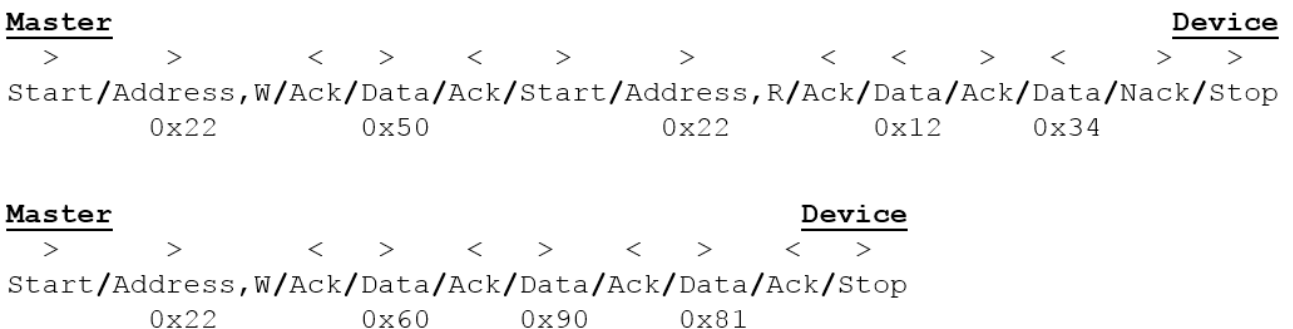 Master Device
> > < > < > > < < > < > >
Start/Address,W/Ack/Data/Ack/Start/Address,R/Ack/Data/Ack/Data/Nack/Stop
0x22 0x50 0x22 0x12 0x34
Master Device
> > < > < > < > < >
Start/Address,W/Ack/Data/Ack/Data/Ack/Data/Ack/Stop
0x22 0x60 0x90 0x81